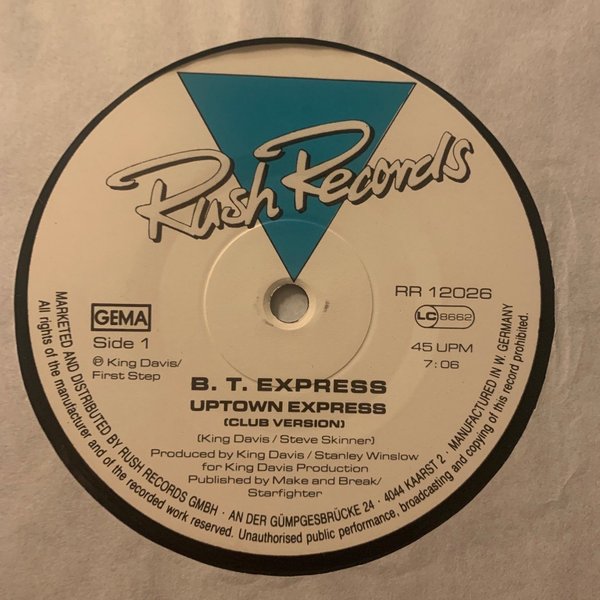 Rush Records
RR 12026
GEMA
LC 8662
Side 1
45 UPM
7:06
℗ King Davis/
First Step
B. T. EXPRESS
UPTOWN EXPRESS
(CLUB VERSION)
(King Davis / Steve Skinner)
Produced by King Davis / Stanley Winslow
for King Davis Production
Published by Make and Break/
Starfighter
MARKETED AND DISTRIBUTED BY RUSH RECORDS GMBH · AN DER GÜMPGESBRÜCKE 24 · 4044 KAARST 2 · MANUFACTURED IN W. GERMANY
All rights of the manufacturer and of the recorded work reserved. Unauthorised public performance, broadcasting and copying of this record prohibited.